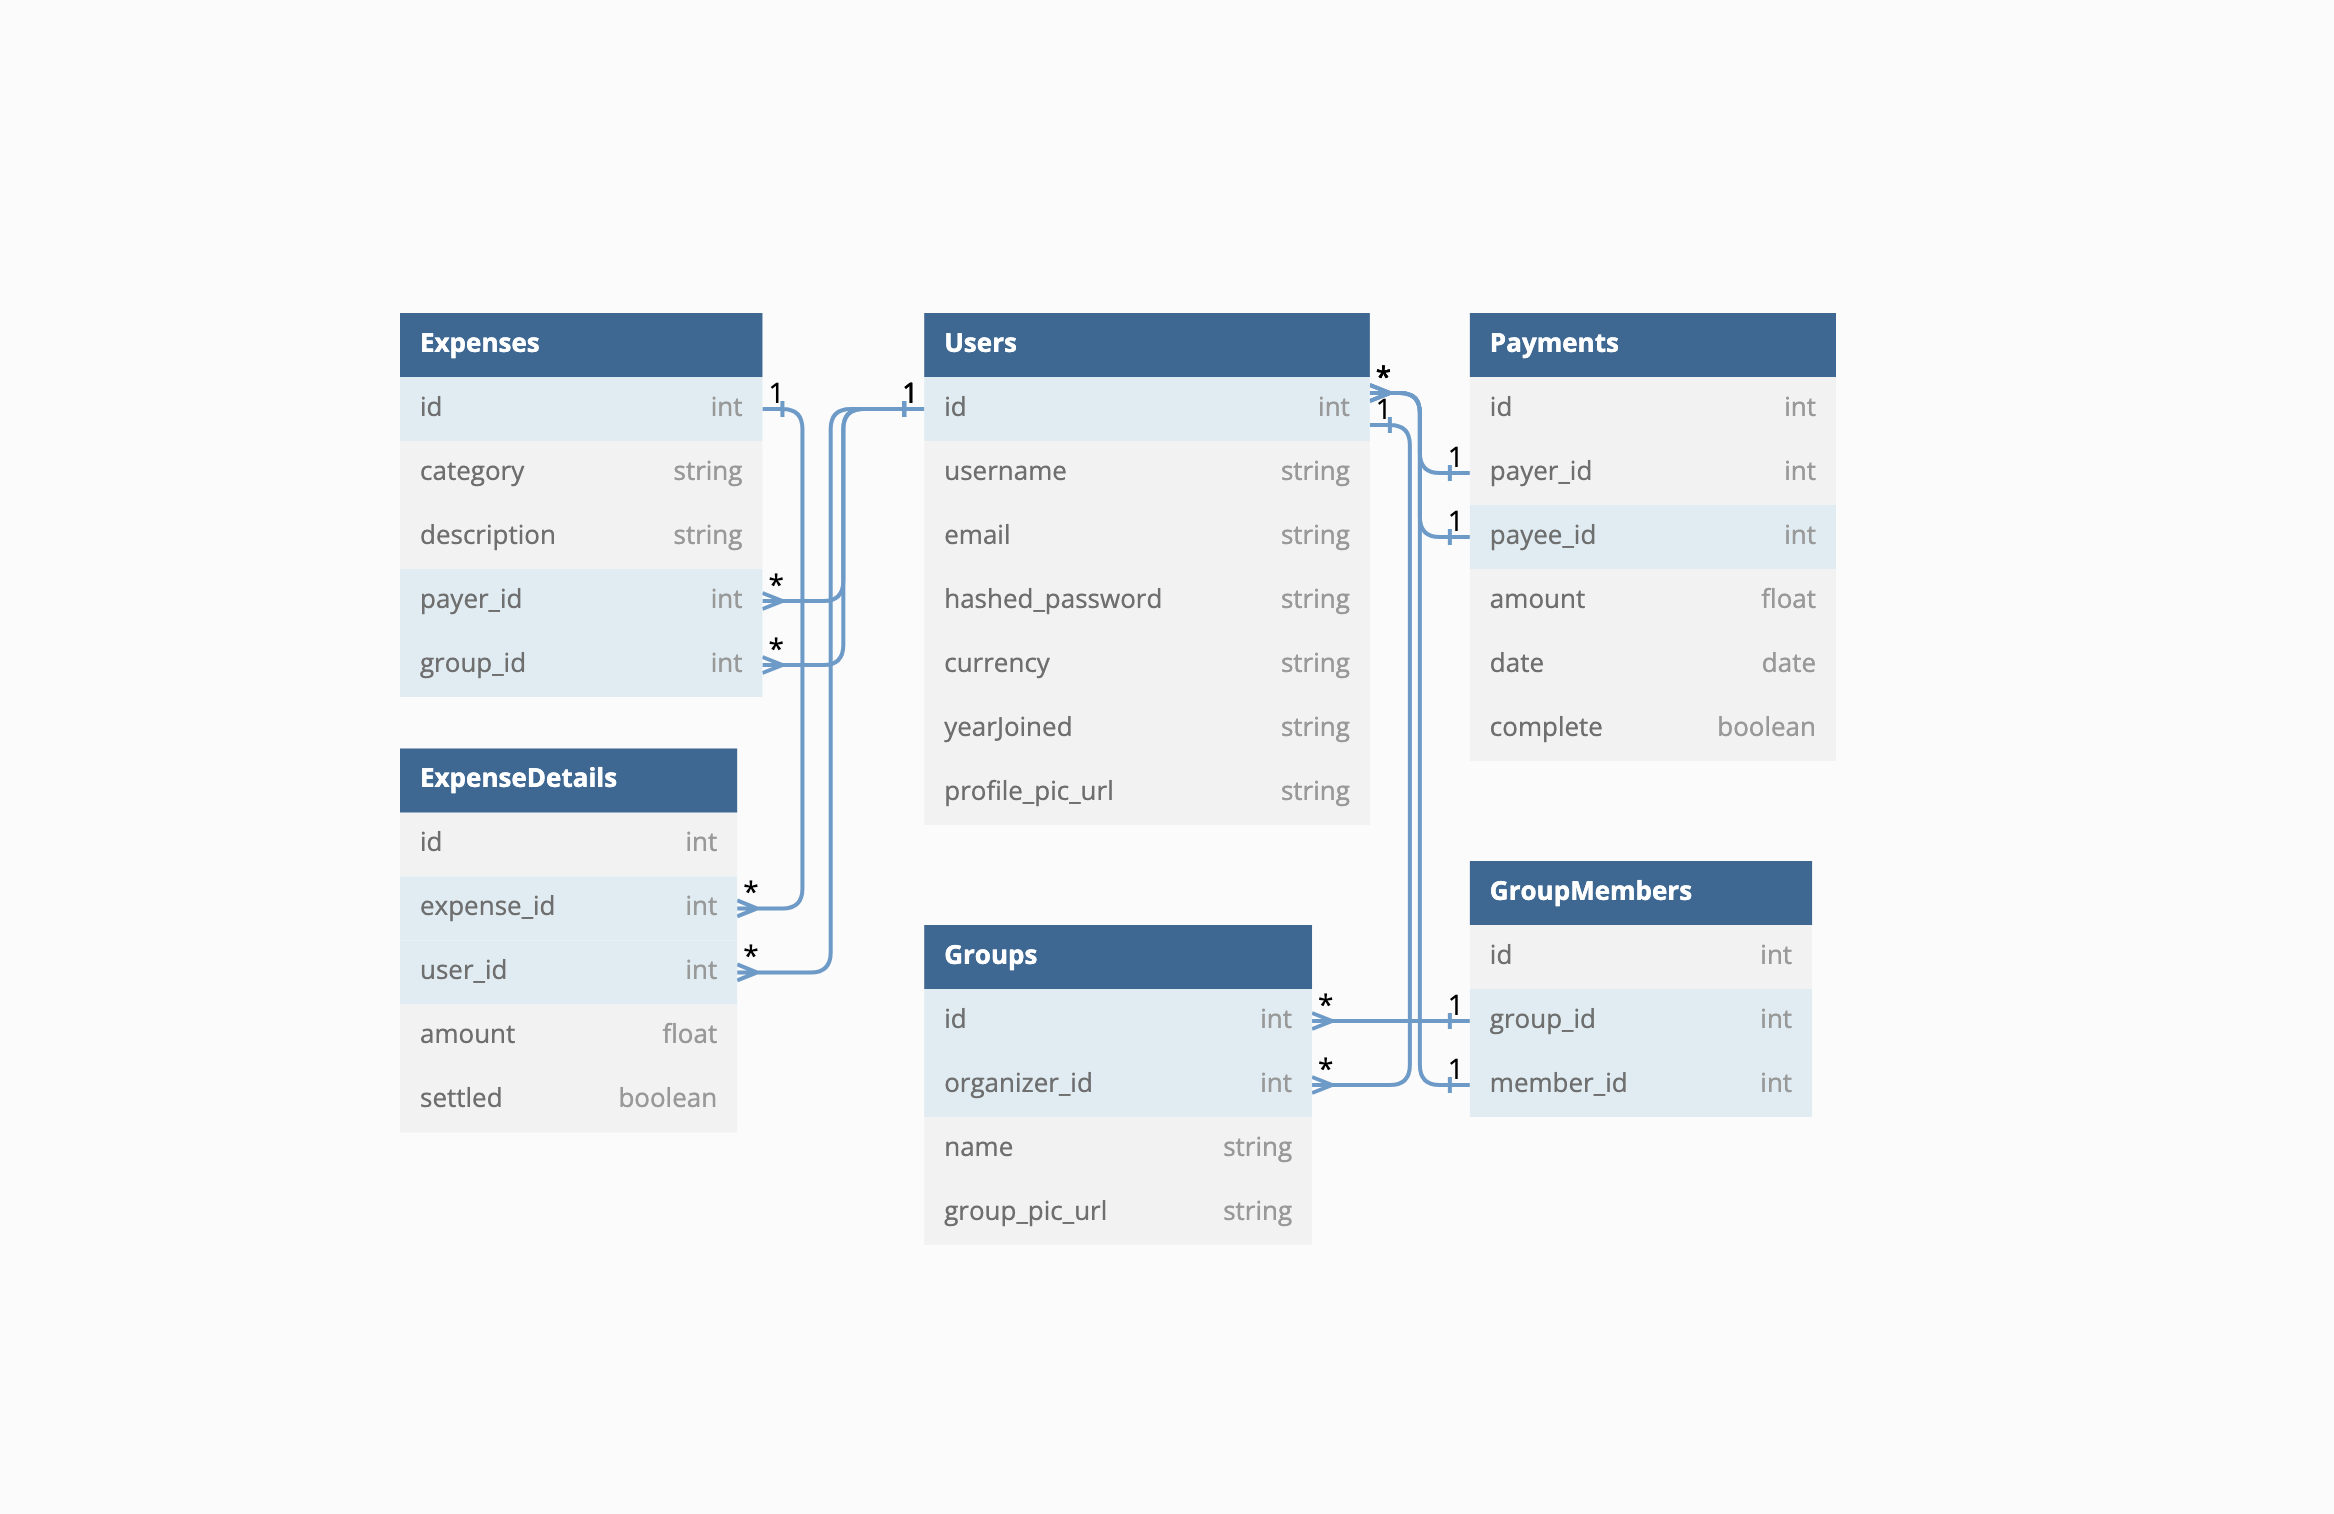 Expenses
id int
category string
description string
payer_id int
group_id int
1
*
*
ExpenseDetails
id int
expense_id int
user_id int
amount float
settled boolean
*
*
Users
id int
username string
email string
hashed_password string
currency string
yearJoined string
profile_pic_url string
1
*
1
Groups
id int
organizer_id int
name string
group_pic_url string
*
*
Payments
id int
payer_id int
payee_id int
amount float
date date
complete boolean
1
1
GroupMembers
id int
group_id int
member_id int
1
1